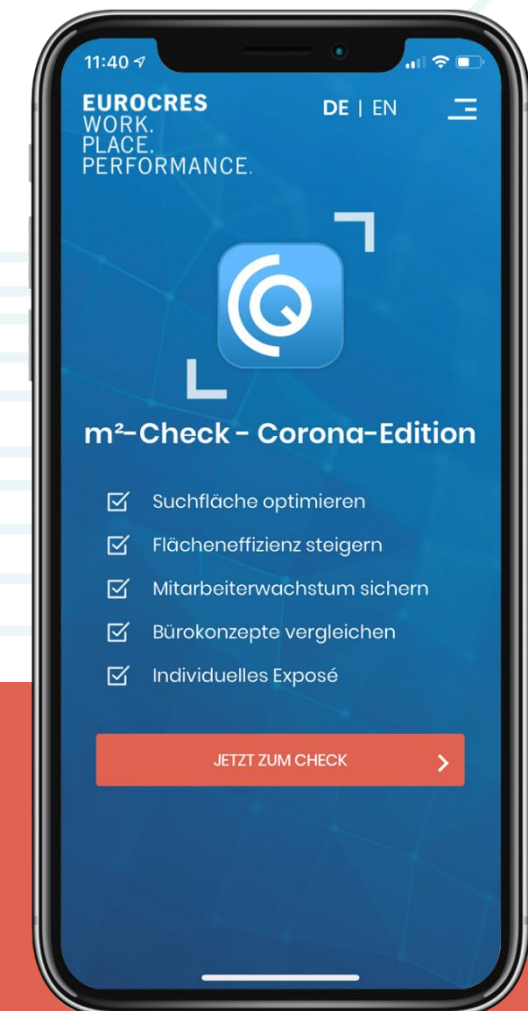 11:40
EUROCRES
WORK.
PLACE.
PERFORMANCE.
DE | EN
m²-Check - Corona-Edition
Suchfläche optimieren
Flächeneffizienz steigern
Mitarbeiterwachstum sichern
Bürokonzepte vergleichen
Individuelles Exposé
JETZT ZUM CHECK